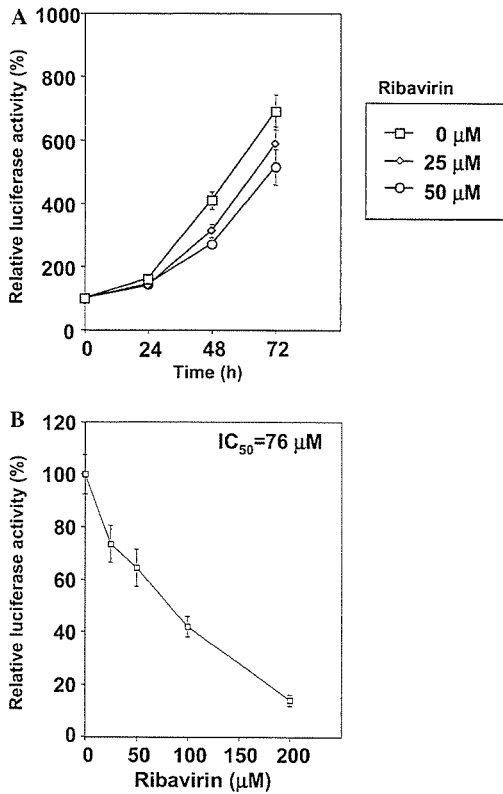 A
Relative luciferase activity (%)
1000
800
600
400
200
0
0 24 48 72
Time (h)
Ribavirin
0 µM
25 µM
50 µM
B
Relative luciferase activity (%)
120
100
80
60
40
20
0
IC50=76 µM
0 50 100 150 200
Ribavirin (µM)